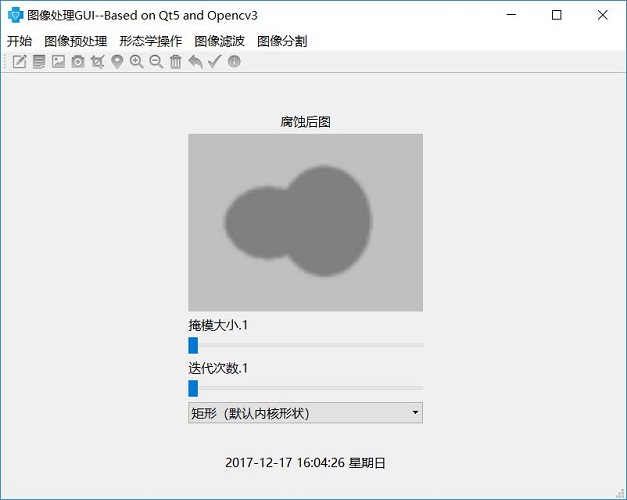 图像处理GUI--Based on Qt5 and Opencv3
开始 图像预处理 形态学操作 图像滤波 图像分割
腐蚀后图
掩模大小.1
迭代次数.1
矩形（默认内核形状）
2017-12-17 16:04:26 星期日